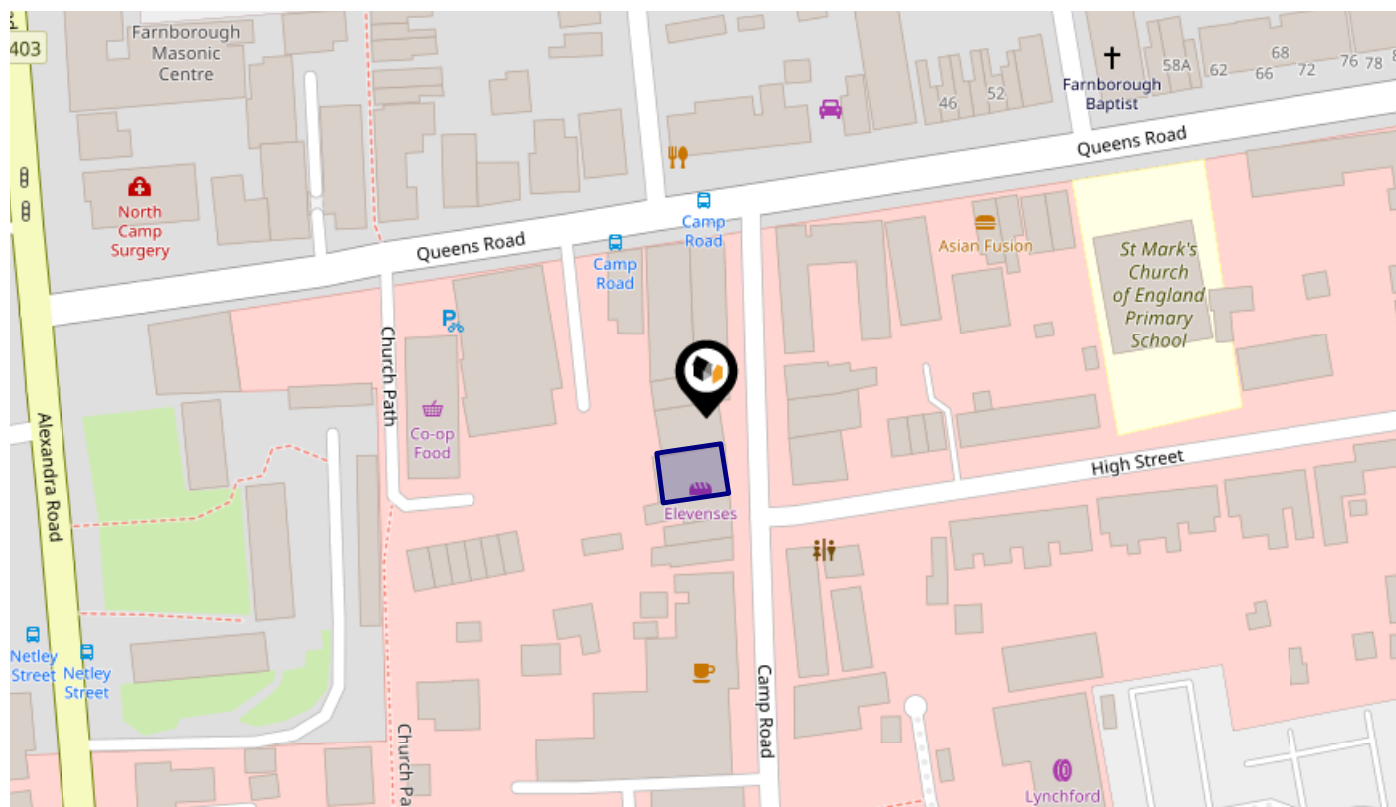 403
Farnborough
Masonic
Centre
58A
62
68
66
72
76
78
46
52
Farnborough
Baptist
Queens Road
North
Camp
Surgery
Camp
Road
Queens Road
Camp
Road
Asian Fusion
St Mark's
Church
of England
Primary
School
Church Path
Co-op
Food
Alexandra Road
High Street
Elevenses
Netley
Street
Netley
Street
Camp Road
Church Pa
Lynchford